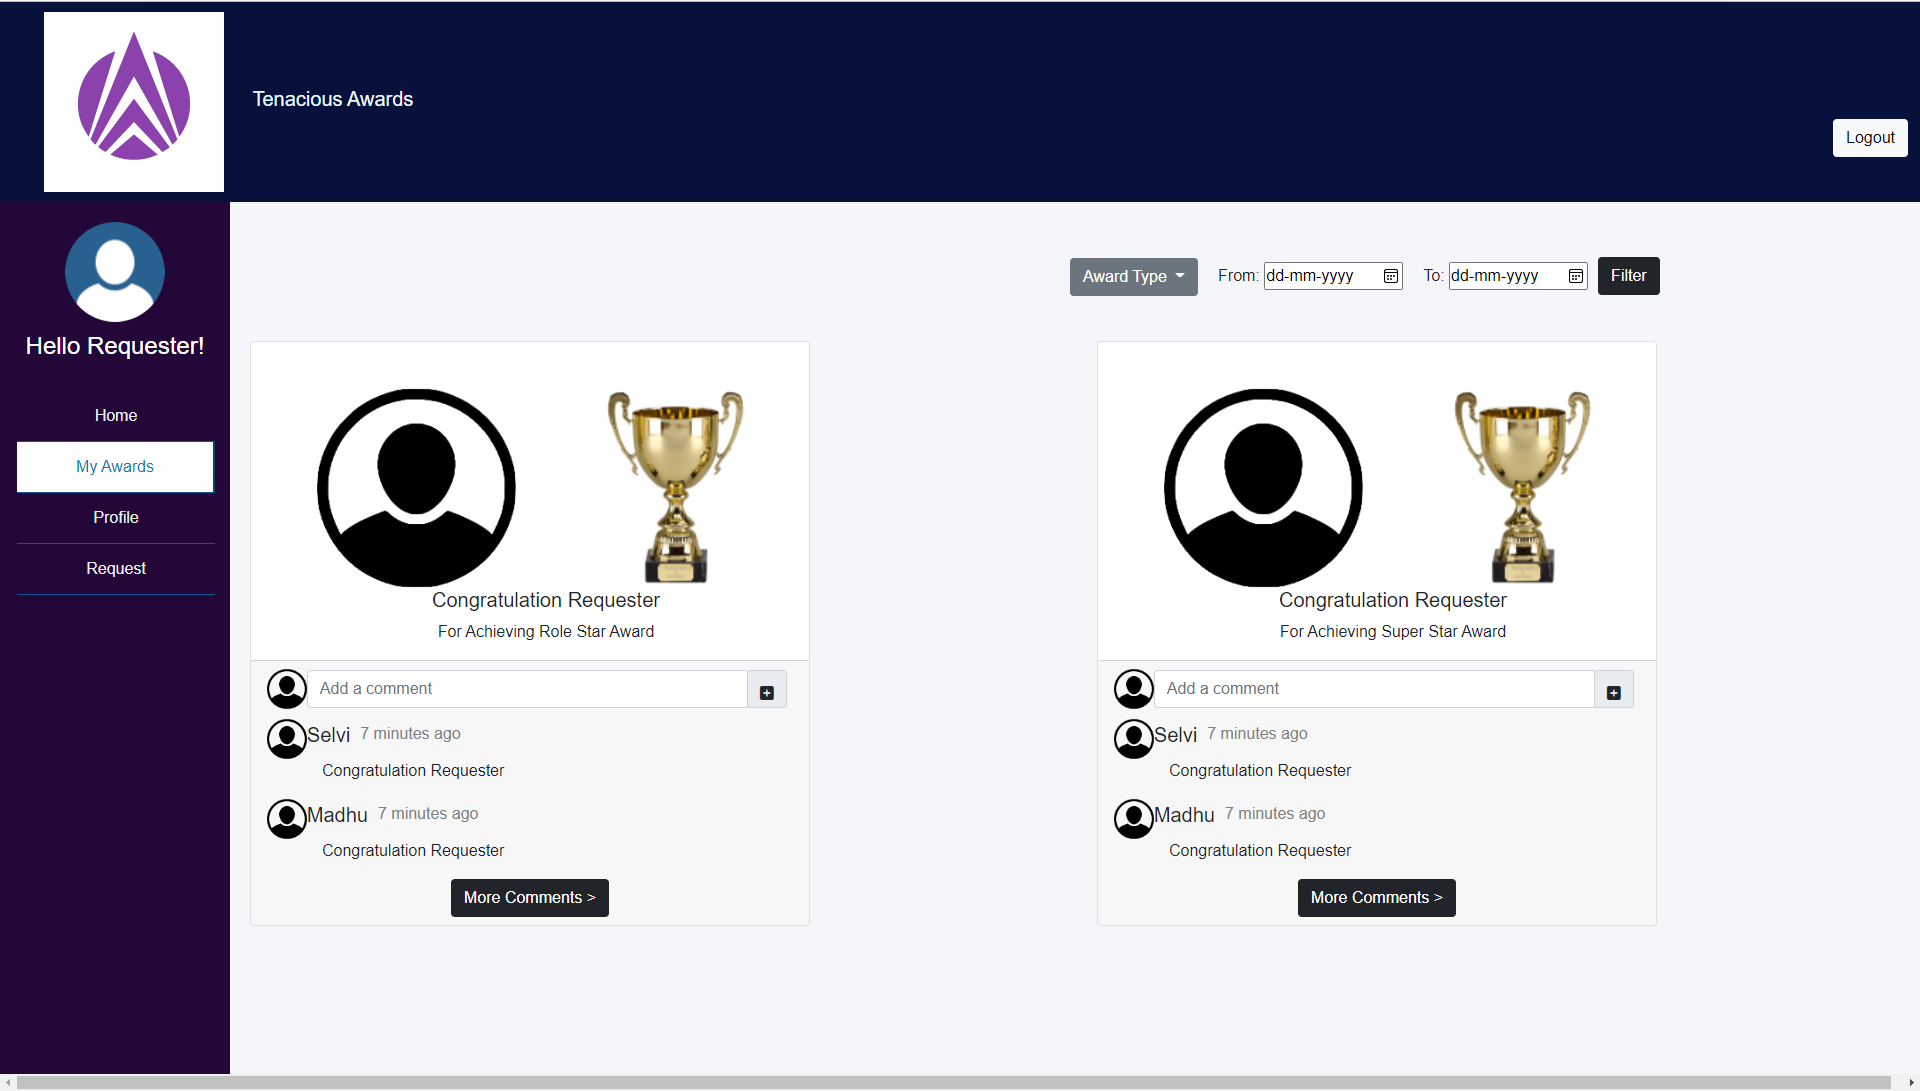 Tenacious Awards
Logout
Hello Requester!
Home
My Awards
Profile
Request
Award Type
From: dd-mm-yyyy
To: dd-mm-yyyy
Filter
Congratulation Requester
For Achieving Role Star Award
Add a comment
Selvi 7 minutes ago
Congratulation Requester
Madhu 7 minutes ago
Congratulation Requester
More Comments >
Congratulation Requester
For Achieving Super Star Award
Add a comment
Selvi 7 minutes ago
Congratulation Requester
Madhu 7 minutes ago
Congratulation Requester
More Comments >